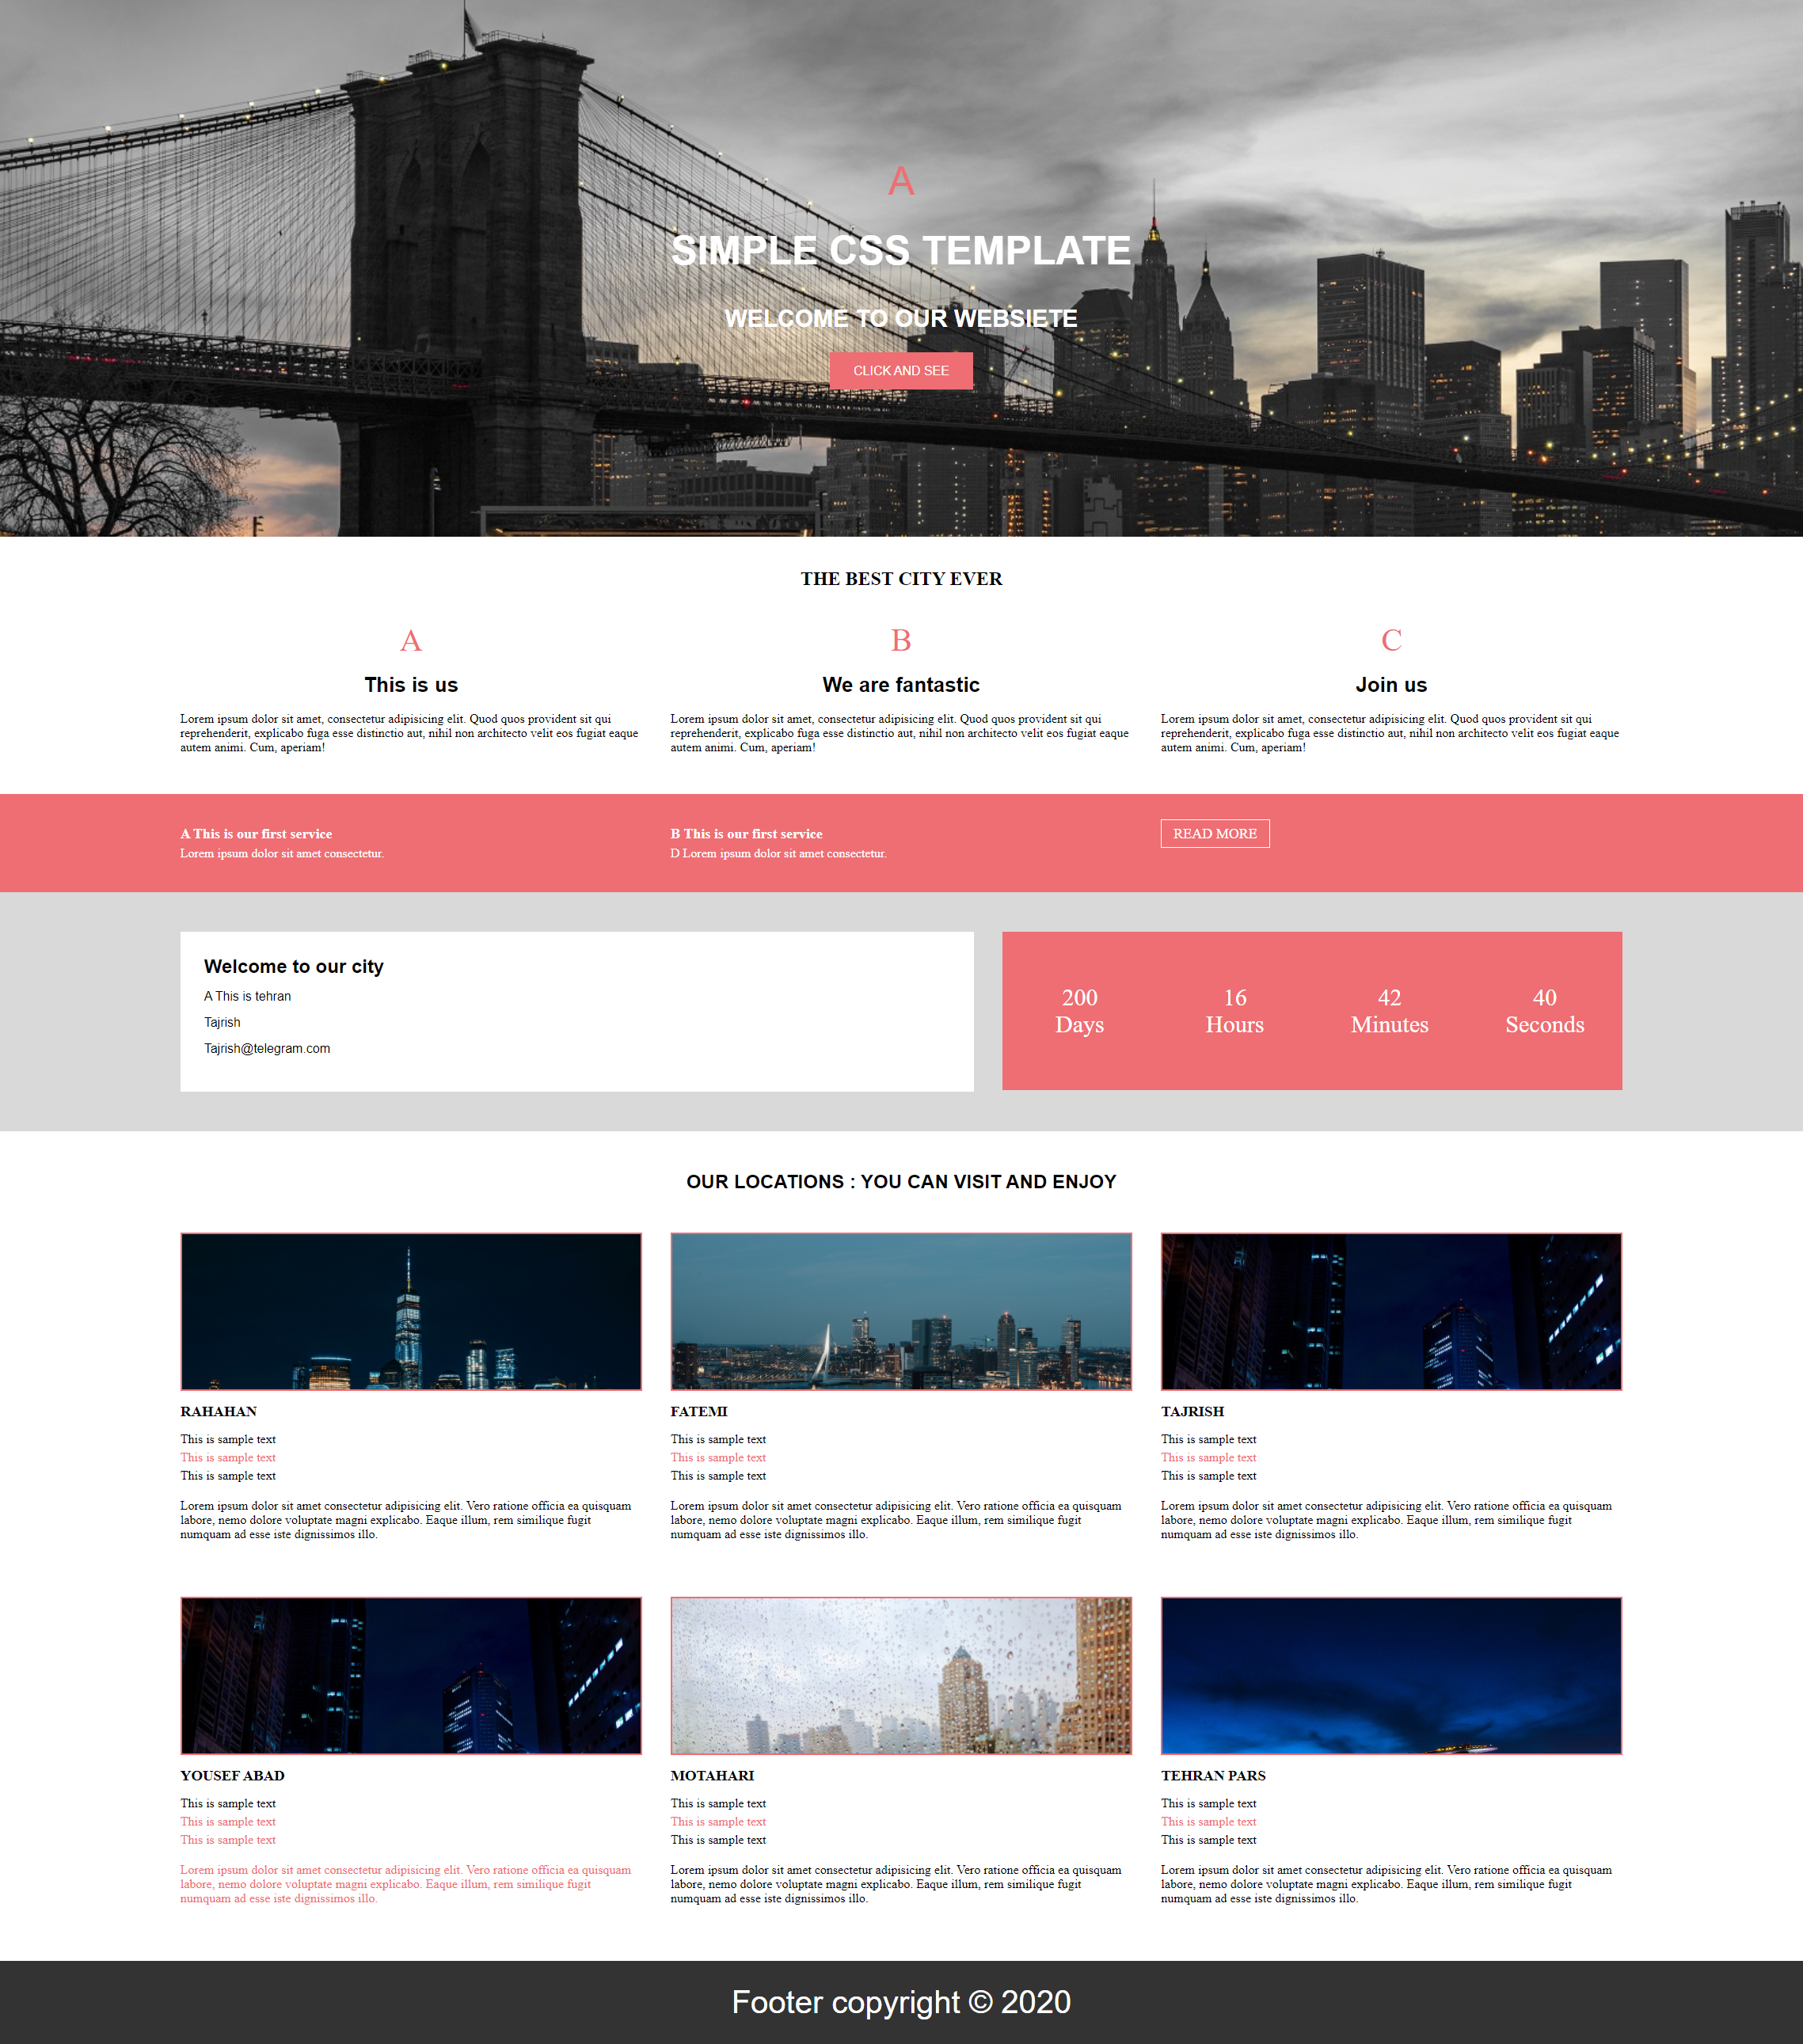 A
SIMPLE CSS TEMPLATE
WELCOME TO OUR WEBSIETE
CLICK AND SEE
THE BEST CITY EVER
A
This is us
Lorem ipsum dolor sit amet, consectetur adipisicing elit. Quod quos provident sit qui
reprehenderit, explicabo fuga esse distinctio aut, nihil non architecto velit eos fugiat eaque
autem animi. Cum, aperiam!
B
We are fantastic
Lorem ipsum dolor sit amet, consectetur adipisicing elit. Quod quos provident sit qui
reprehenderit, explicabo fuga esse distinctio aut, nihil non architecto velit eos fugiat eaque
autem animi. Cum, aperiam!
C
Join us
Lorem ipsum dolor sit amet, consectetur adipisicing elit. Quod quos provident sit qui
reprehenderit, explicabo fuga esse distinctio aut, nihil non architecto velit eos fugiat eaque
autem animi. Cum, aperiam!
A This is our first service
Lorem ipsum dolor sit amet consectetur.
B This is our first service
D Lorem ipsum dolor sit amet consectetur.
READ MORE
Welcome to our city
A This is tehran
Tajrish
Tajrish@telegram.com
200
Days
16
Hours
42
Minutes
40
Seconds
OUR LOCATIONS : YOU CAN VISIT AND ENJOY
RAHAHAN
This is sample text
This is sample text
This is sample text
Lorem ipsum dolor sit amet consectetur adipisicing elit. Vero ratione officia ea quisquam
labore, nemo dolore voluptate magni explicabo. Eaque illum, rem similique fugit
numquam ad esse iste dignissimos illo.
FATEMI
This is sample text
This is sample text
This is sample text
Lorem ipsum dolor sit amet consectetur adipisicing elit. Vero ratione officia ea quisquam
labore, nemo dolore voluptate magni explicabo. Eaque illum, rem similique fugit
numquam ad esse iste dignissimos illo.
TAJRISH
This is sample text
This is sample text
This is sample text
Lorem ipsum dolor sit amet consectetur adipisicing elit. Vero ratione officia ea quisquam
labore, nemo dolore voluptate magni explicabo. Eaque illum, rem similique fugit
numquam ad esse iste dignissimos illo.
YOUSEF ABAD
This is sample text
This is sample text
This is sample text
Lorem ipsum dolor sit amet consectetur adipisicing elit. Vero ratione officia ea quisquam
labore, nemo dolore voluptate magni explicabo. Eaque illum, rem similique fugit
numquam ad esse iste dignissimos illo.
MOTAHARI
This is sample text
This is sample text
This is sample text
Lorem ipsum dolor sit amet consectetur adipisicing elit. Vero ratione officia ea quisquam
labore, nemo dolore voluptate magni explicabo. Eaque illum, rem similique fugit
numquam ad esse iste dignissimos illo.
TEHRAN PARS
This is sample text
This is sample text
This is sample text
Lorem ipsum dolor sit amet consectetur adipisicing elit. Vero ratione officia ea quisquam
labore, nemo dolore voluptate magni explicabo. Eaque illum, rem similique fugit
numquam ad esse iste dignissimos illo.
Footer copyright © 2020